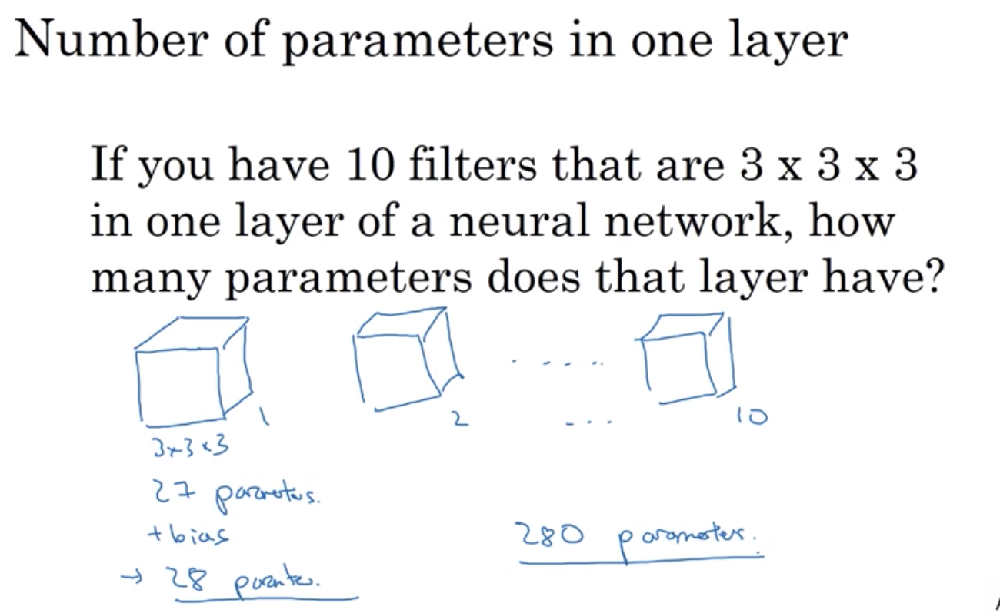 Number of parameters in one layer
If you have 10 filters that are 3 x 3 x 3
in one layer of a neural network, how
many parameters does that layer have?
1
2
.....
...
10
3x3x3
27
+ bias
280 parameters.
→ 28